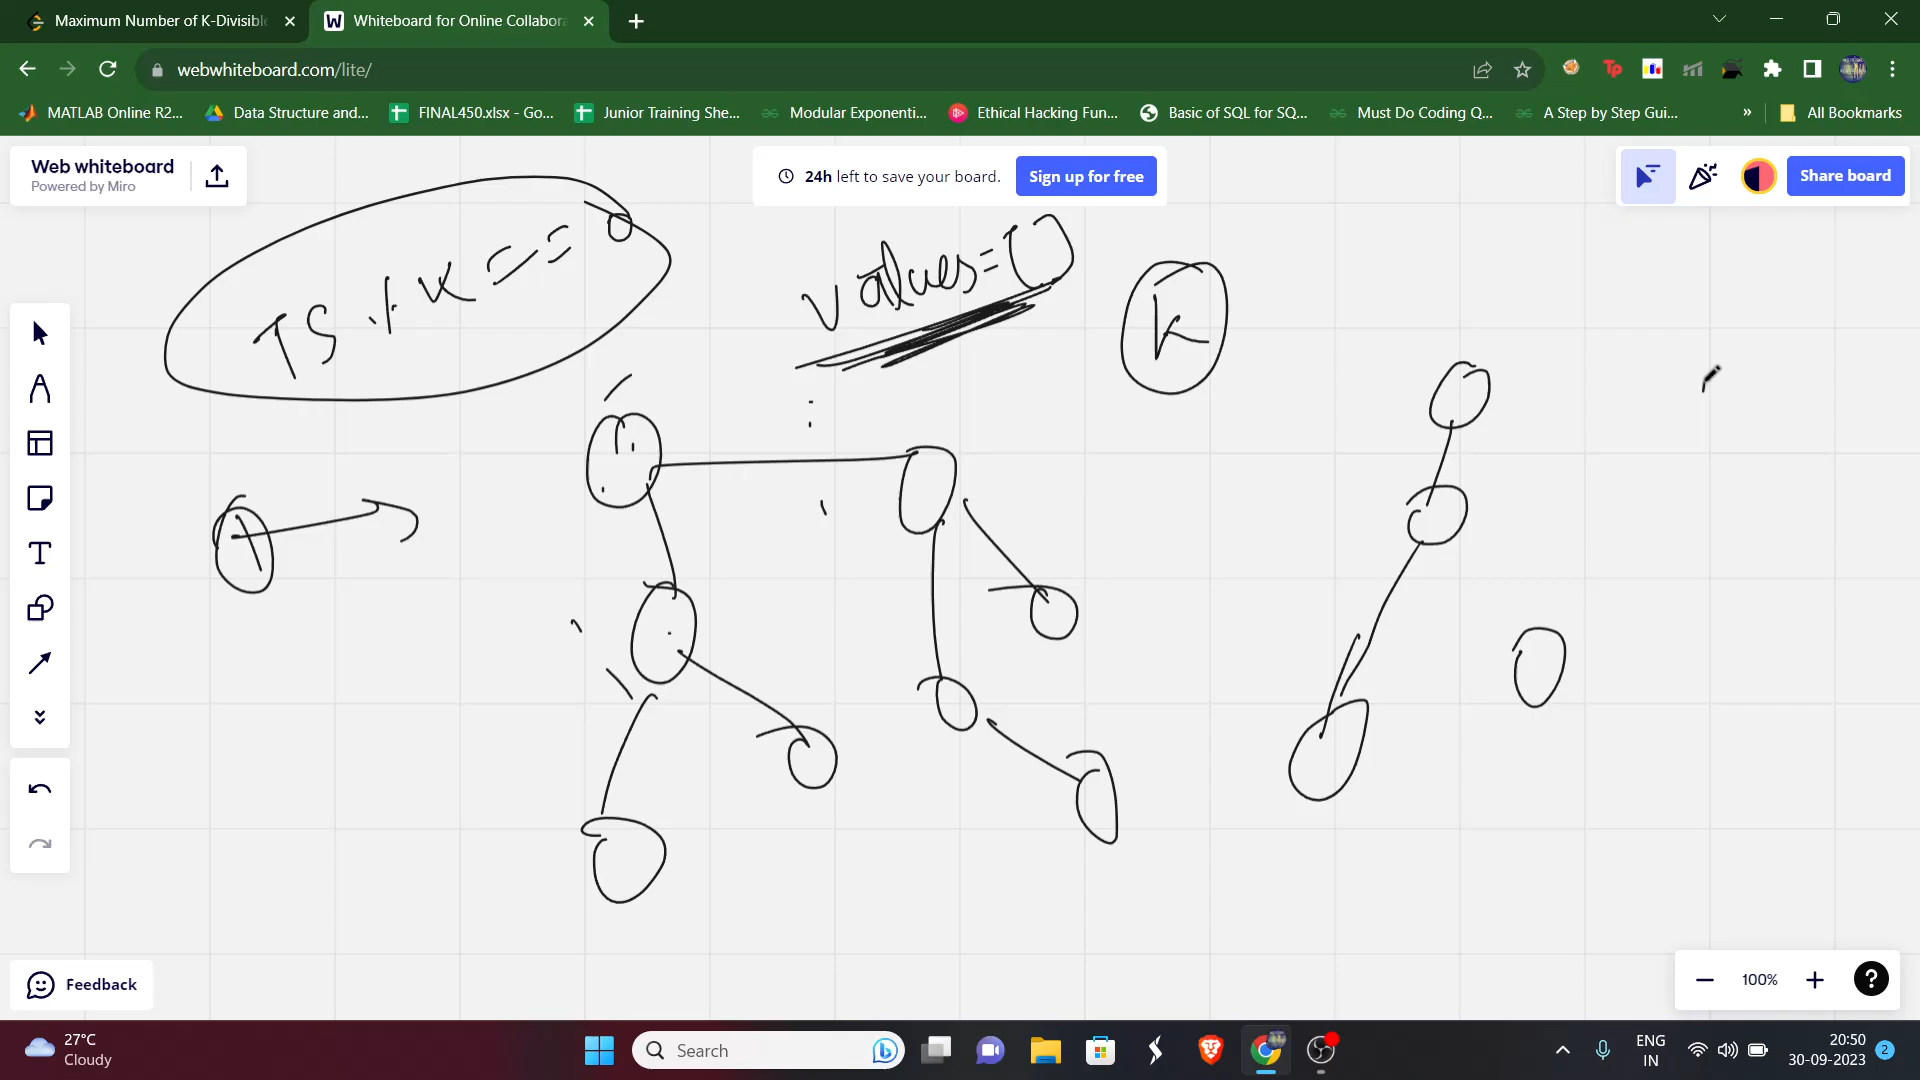 Maximum Number of K-Divisible
Whiteboard for Online Collabora
webwhiteboard.com/lite/
MATLAB Online R2...
Data Structure and...
FINAL450.xlsx - Go...
Junior Training She...
Modular Exponenti...
Ethical Hacking Fun...
Basic of SQL for SQ...
Must Do Coding Q...
A Step by Step Gui...
»
All Bookmarks
Web whiteboard
Powered by Miro
24h left to save your board.
Sign up for free
Share board
TS % K == 0
values = []
K
Feedback
100%
27°C
Cloudy
Search
ENG
IN
20:50
30-09-2023
2